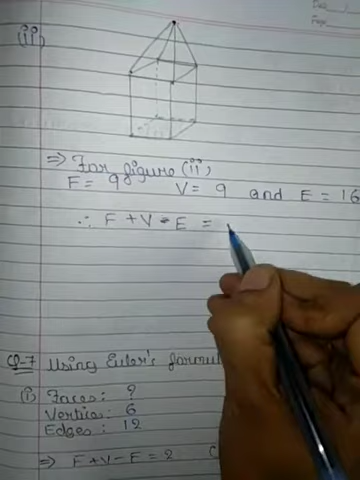 (ii)
⇒ For figure (ii),
F = 9 V = 9 and E = 16
∴ F + V - E =
Q-7 Using Euler's formul
(i) Faces: ?
Vertices: 6
Edges: 12
⇒ F+V-E = 2